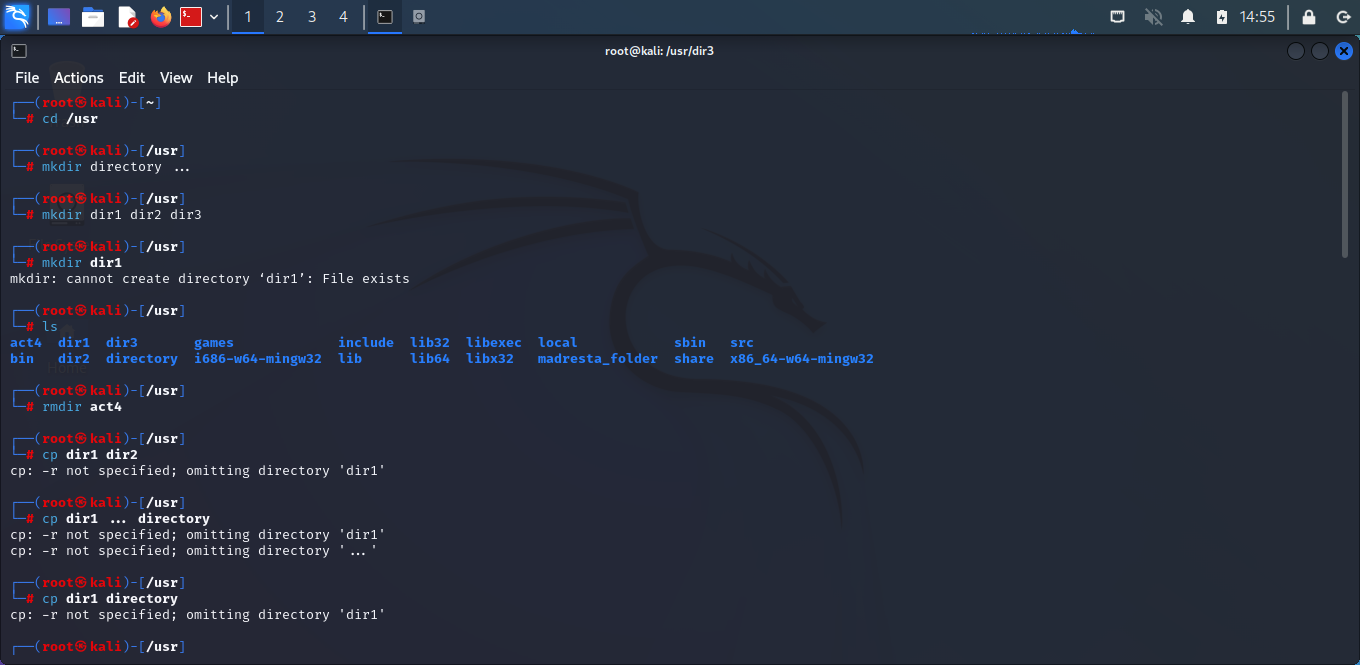 1 2 3 4 14:55
root@kali: /usr/dir3
File Actions Edit View Help
┌──(root㉿kali)-[~]
└─# cd /usr
┌──(root㉿kali)-[/usr]
└─# mkdir directory ...
┌──(root㉿kali)-[/usr]
└─# mkdir dir1 dir2 dir3
┌──(root㉿kali)-[/usr]
└─# mkdir dir1
mkdir: cannot create directory ‘dir1’: File exists
┌──(root㉿kali)-[/usr]
└─# ls
act4 dir1 dir3 games include lib32 libexec local sbin src
bin dir2 directory i686-w64-mingw32 lib lib64 libx32 madresta_folder share x86_64-w64-mingw32
┌──(root㉿kali)-[/usr]
└─# rmdir act4
┌──(root㉿kali)-[/usr]
└─# cp dir1 dir2
cp: -r not specified; omitting directory 'dir1'
┌──(root㉿kali)-[/usr]
└─# cp dir1 ... directory
cp: -r not specified; omitting directory 'dir1'
cp: -r not specified; omitting directory '...'
┌──(root㉿kali)-[/usr]
└─# cp dir1 directory
cp: -r not specified; omitting directory 'dir1'
┌──(root㉿kali)-[/usr]